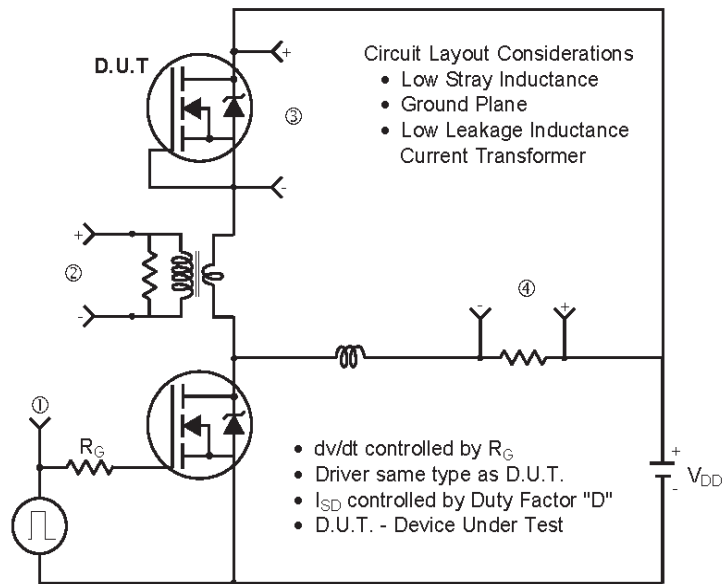 D.U.T
+
③
-
Circuit Layout Considerations
• Low Stray Inductance
• Ground Plane
• Low Leakage Inductance
Current Transformer
+
②
-
④
-
+
①
R_G
• dv/dt controlled by R_G
• Driver same type as D.U.T.
• I_SD controlled by Duty Factor "D"
• D.U.T. - Device Under Test
+
V_DD
-